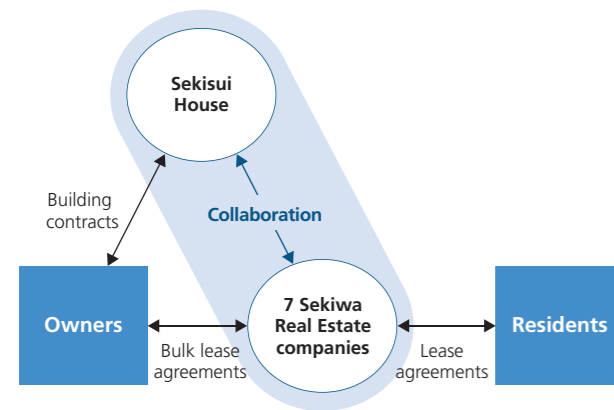 Sekisui
House
Building
contracts
Collaboration
Owners
Bulk lease
agreements
7 Sekiwa
Real Estate
companies
Lease
agreements
Residents